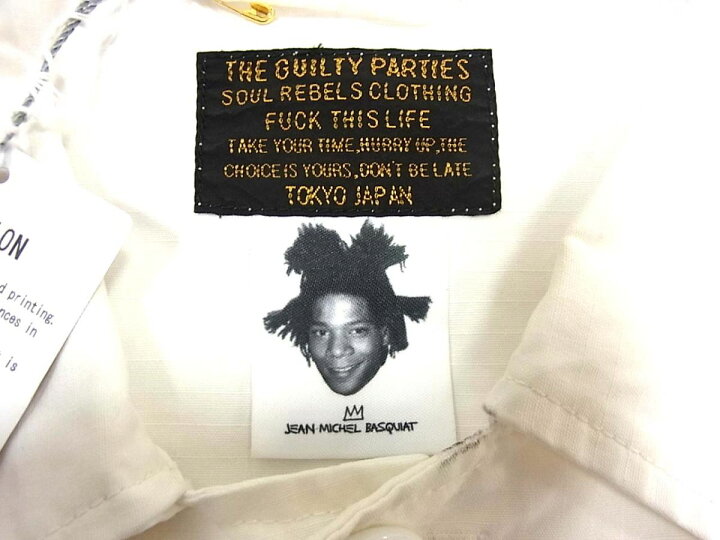 THE GUILTY PARTIES
SOUL REBELS CLOTHING
FUCK THIS LIFE
TAKE YOUR TIME,HURRY UP,THE
CHOICE IS YOURS,DON'T BE LATE
TOKYO JAPAN
JEAN-MICHEL BASQUIAT
ON
printing.
in
is